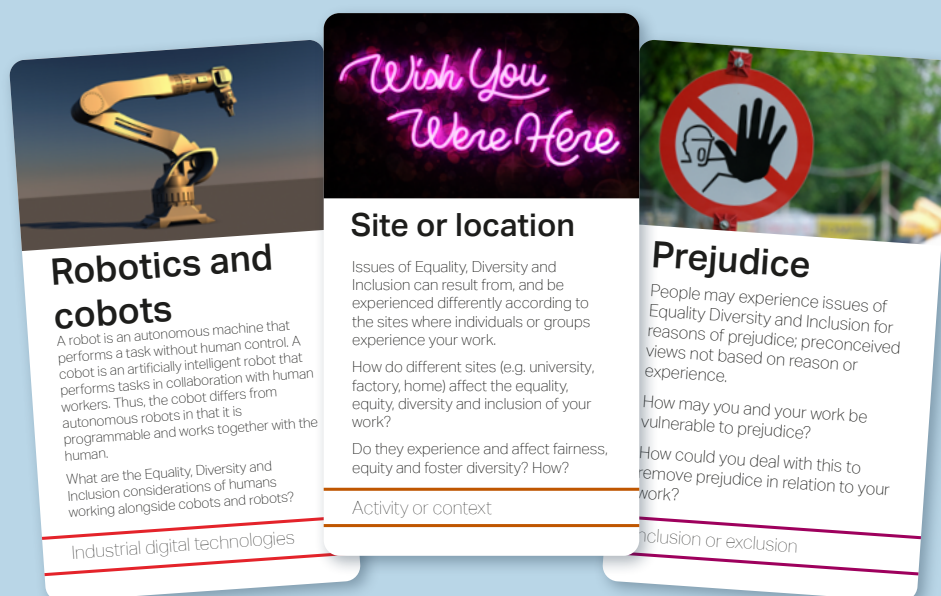 Robotics and
cobots
A robot is an autonomous machine that
performs a task without human control. A
cobot is an artificially intelligent robot that
performs tasks in collaboration with human
workers. Thus, the cobot differs from
autonomous robots in that it is
programmable and works together with the
human.
What are the Equality, Diversity and
Inclusion considerations of humans
working alongside cobots and robots?
Industrial digital technologies
Wish You
Were Here
Site or location
Issues of Equality, Diversity and
Inclusion can result from, and be
experienced differently according to
the sites where individuals or groups
experience your work.
How do different sites (e.g. university,
factory, home) affect the equality,
equity, diversity and inclusion of your
work?
Do they experience and affect fairness,
equity and foster diversity? How?
Activity or context
Prejudice
People may experience issues of
Equality Diversity and Inclusion for
reasons of prejudice; preconceived
views not based on reason or
experience.
How may you and your work be
vulnerable to prejudice?
How could you deal with this to
remove prejudice in relation to your
work?
nclusion or exclusion